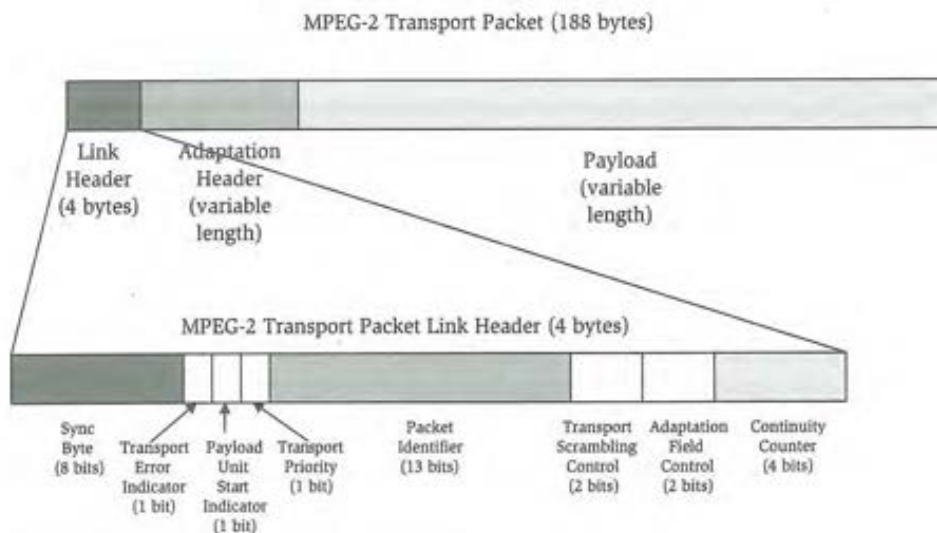 MPEG-2 Transport Packet (188 bytes)
Link
Header
(4 bytes)
Adaptation
Header
(variable
length)
Payload
(variable
length)
MPEG-2 Transport Packet Link Header (4 bytes)
Sync
Byte
(8 bits)
Transport
Error
Indicator
(1 bit)
Payload
Unit
Start
Indicator
(1 bit)
Transport
Priority
(1 bit)
Packet
Identifier
(13 bits)
Transport
Scrambling
Control
(2 bits)
Adaptation
Field
Control
(2 bits)
Continuity
Counter
(4 bits)